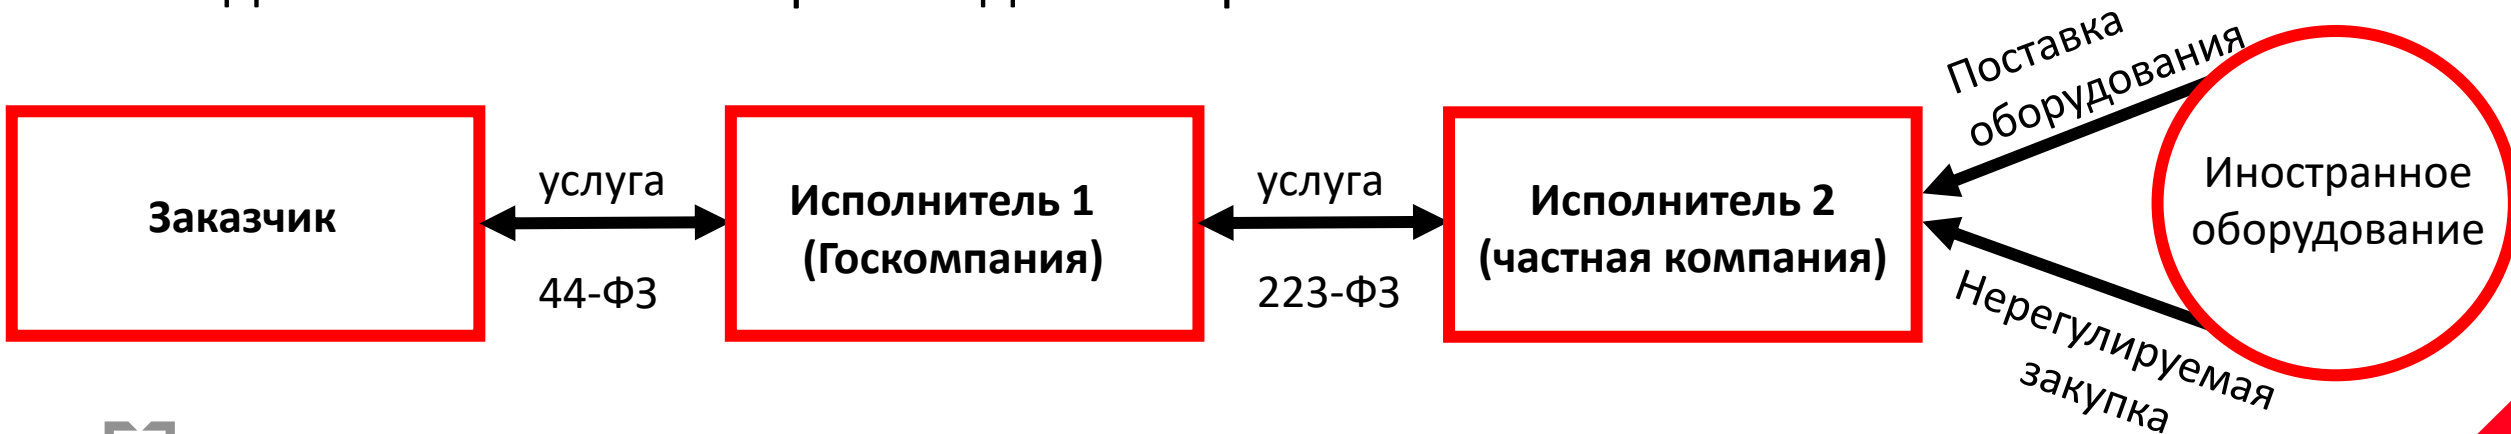 Заказчик
услуга
44-ФЗ
Исполнитель 1
(Госкомпания)
услуга
223-ФЗ
Исполнитель 2
(частная компания)
Поставка
оборудования
Нерегулируемая
закупка
Иностранное
оборудование